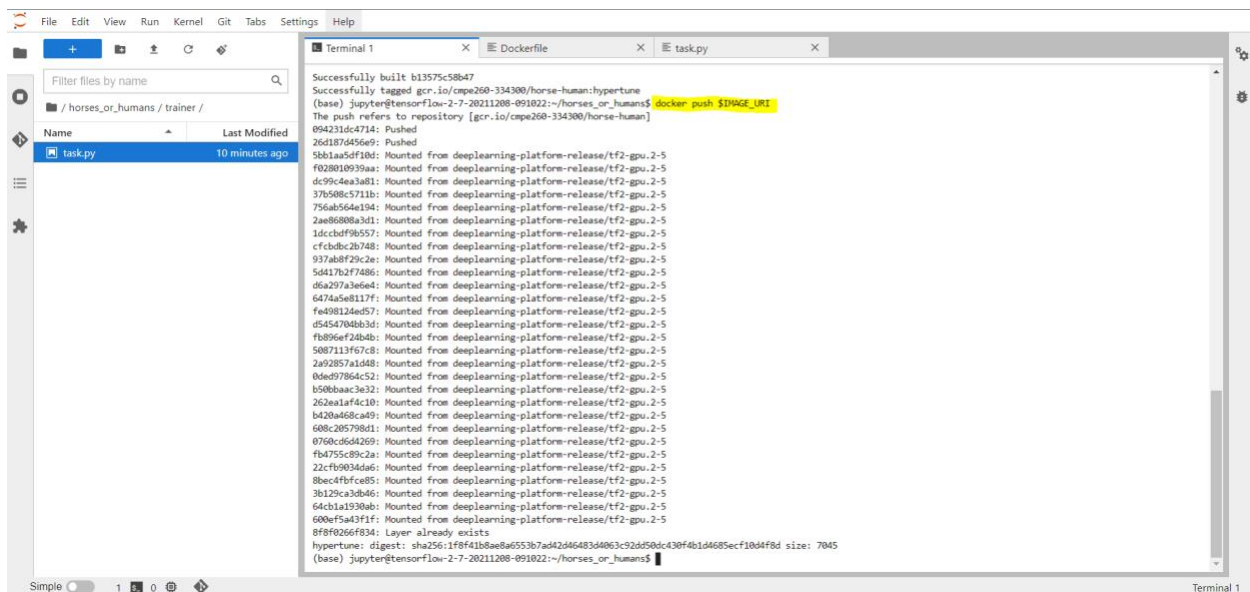 File Edit View Run Kernel Git Tabs Settings Help
Filter files by name
/ horses_or_humans / trainer /
Name Last Modified
task.py 10 minutes ago
Terminal 1 Dockerfile task.py
Successfully built b13575c58b47
Successfully tagged gcr.io/cmpe260-334300/horse-human:hypertune
(base) jupyter@tensorflow-2-7-20211208-091022:~/horses_or_humans$ docker push $IMAGE_URI
The push refers to repository [gcr.io/cmpe260-334300/horse-human]
094231dc4714: Pushed
26d187d456e9: Pushed
5bb1aa5df10d: Mounted from deeplearning-platform-release/tf2-gpu.2-5
f028010939aa: Mounted from deeplearning-platform-release/tf2-gpu.2-5
dc99c4ea3a81: Mounted from deeplearning-platform-release/tf2-gpu.2-5
37b508c5711b: Mounted from deeplearning-platform-release/tf2-gpu.2-5
756ab564e194: Mounted from deeplearning-platform-release/tf2-gpu.2-5
2ae86808a3d1: Mounted from deeplearning-platform-release/tf2-gpu.2-5
1dccbdf9b557: Mounted from deeplearning-platform-release/tf2-gpu.2-5
cfcbdbc2b748: Mounted from deeplearning-platform-release/tf2-gpu.2-5
937ab8f29c2e: Mounted from deeplearning-platform-release/tf2-gpu.2-5
5d417b2f7486: Mounted from deeplearning-platform-release/tf2-gpu.2-5
d6a297a3e6e4: Mounted from deeplearning-platform-release/tf2-gpu.2-5
6474a5e8117f: Mounted from deeplearning-platform-release/tf2-gpu.2-5
fe498124ed57: Mounted from deeplearning-platform-release/tf2-gpu.2-5
d5454704bb3d: Mounted from deeplearning-platform-release/tf2-gpu.2-5
fb896ef24b4b: Mounted from deeplearning-platform-release/tf2-gpu.2-5
5087113f67c8: Mounted from deeplearning-platform-release/tf2-gpu.2-5
2a92857a1d48: Mounted from deeplearning-platform-release/tf2-gpu.2-5
0ded97864c52: Mounted from deeplearning-platform-release/tf2-gpu.2-5
b50bbaac3e32: Mounted from deeplearning-platform-release/tf2-gpu.2-5
262ea1af4c10: Mounted from deeplearning-platform-release/tf2-gpu.2-5
b420a468ca49: Mounted from deeplearning-platform-release/tf2-gpu.2-5
608c205798d1: Mounted from deeplearning-platform-release/tf2-gpu.2-5
0760cd6d4269: Mounted from deeplearning-platform-release/tf2-gpu.2-5
fb4755c89c2a: Mounted from deeplearning-platform-release/tf2-gpu.2-5
22cfb9034da6: Mounted from deeplearning-platform-release/tf2-gpu.2-5
8bec4fbfce85: Mounted from deeplearning-platform-release/tf2-gpu.2-5
3b129ca3db46: Mounted from deeplearning-platform-release/tf2-gpu.2-5
64cb1a1930ab: Mounted from deeplearning-platform-release/tf2-gpu.2-5
600ef5a43f1f: Mounted from deeplearning-platform-release/tf2-gpu.2-5
8f8f0266f834: Layer already exists
hypertune: digest: sha256:1f8f41b8ae8a6553b7ad42d46483d4063c92dd50dc430f4b1d4685ecf10d4f8d size: 7045
(base) jupyter@tensorflow-2-7-20211208-091022:~/horses_or_humans$
Simple 1 0 Terminal 1